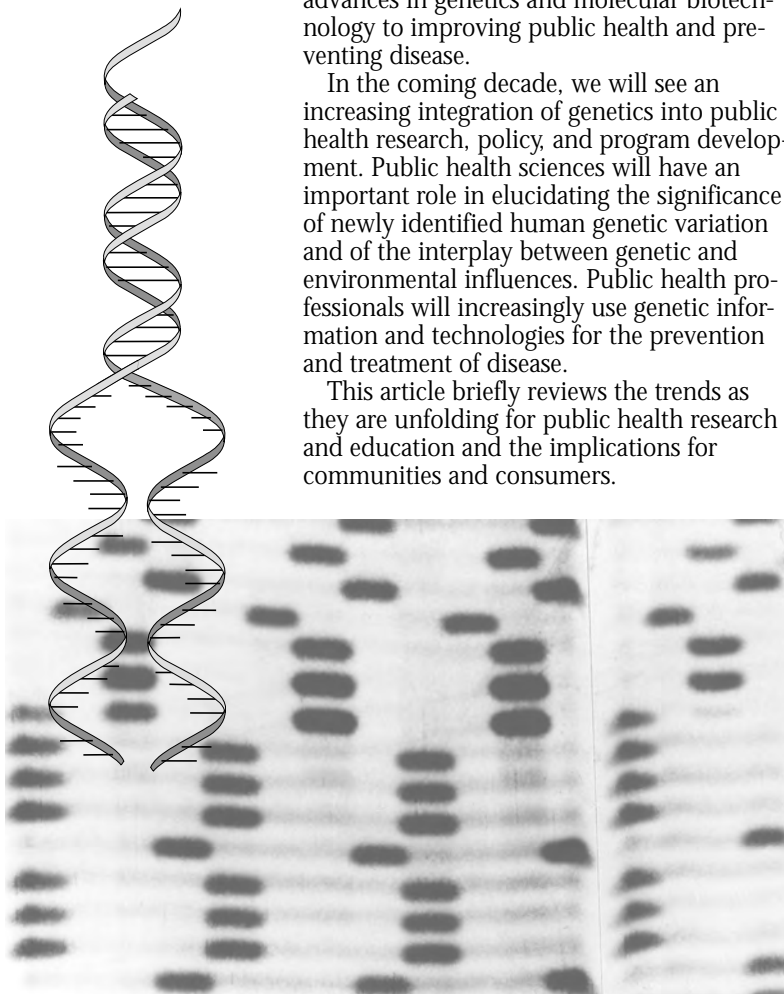 advances in genetics and molecular biotech-
nology to improving public health and pre-
venting disease.
In the coming decade, we will see an
increasing integration of genetics into public
health research, policy, and program develop-
ment. Public health sciences will have an
important role in elucidating the significance
of newly identified human genetic variation
and of the interplay between genetic and
environmental influences. Public health pro-
fessionals will increasingly use genetic infor-
mation and technologies for the prevention
and treatment of disease.
This article briefly reviews the trends as
they are unfolding for public health research
and education and the implications for
communities and consumers.